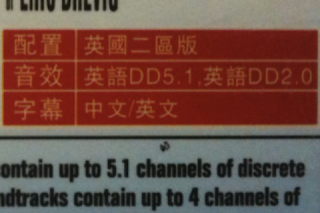 配置 英國二區版
音效 英語DD5.1,英語DD2.0
字幕 中文/英文
ontain up to 5.1 channels of discrete
ndtracks contain up to 4 channels of